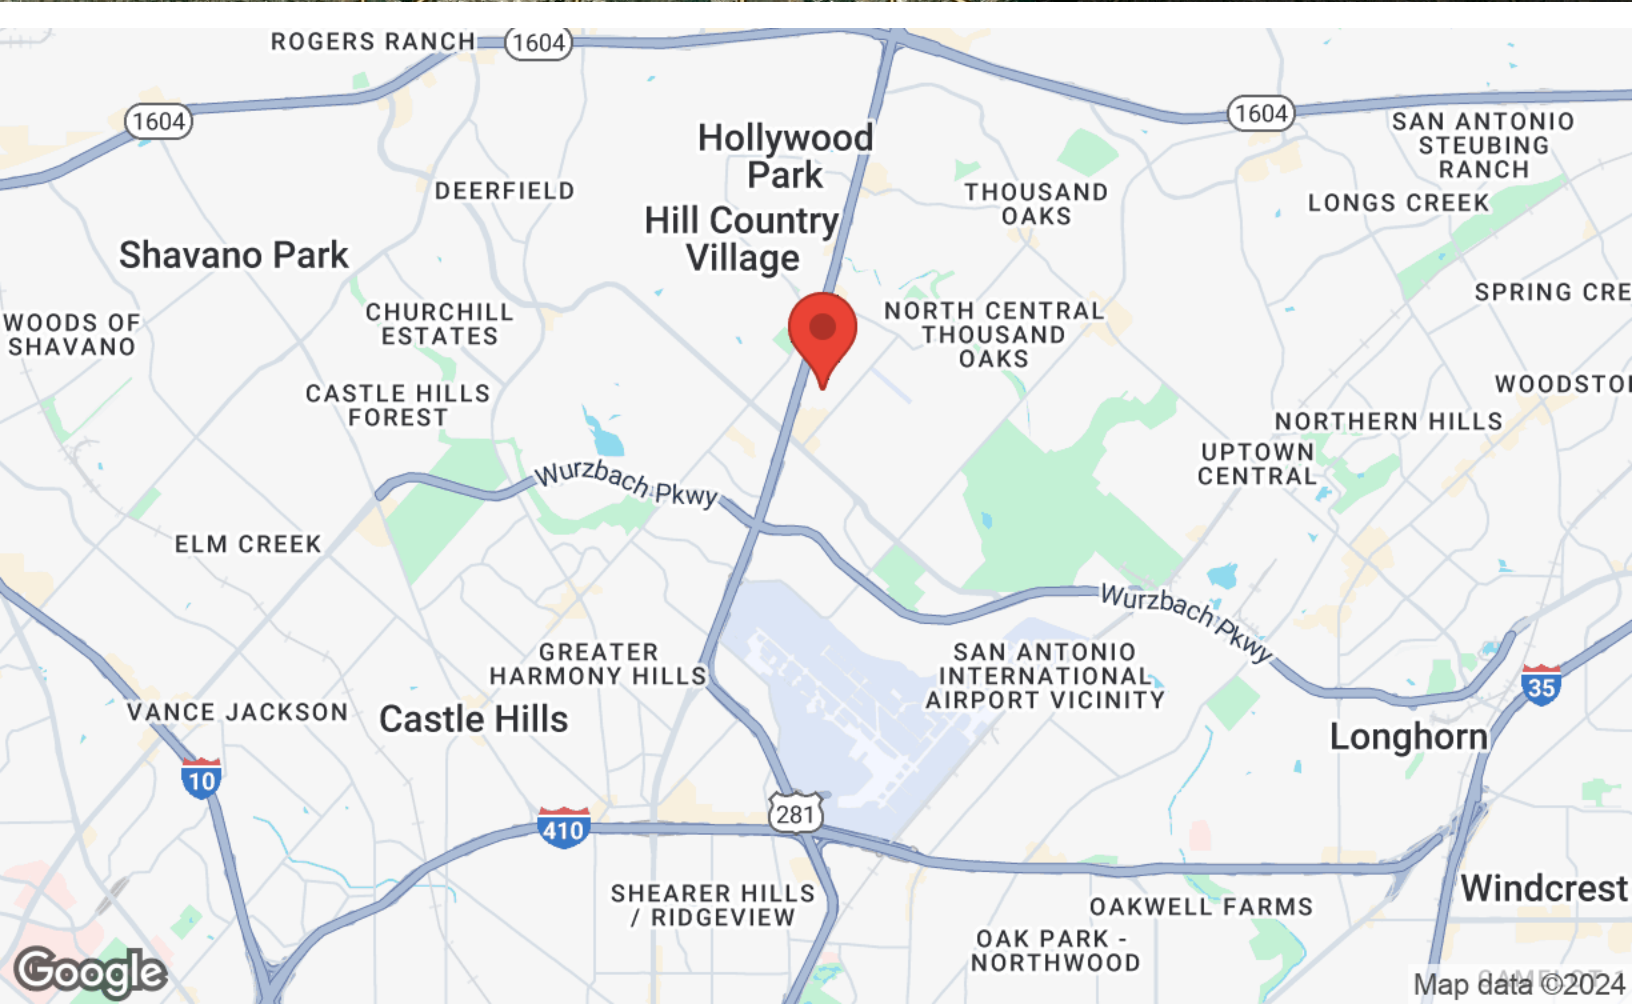 ROGERS RANCH
1604
1604
1604
SAN ANTONIO
STEUBING
RANCH
Hollywood
Park
DEERFIELD
THOUSAND
OAKS
LONGS CREEK
Hill Country
Village
Shavano Park
SPRING CRE
WOODS OF
SHAVANO
CHURCHILL
ESTATES
NORTH CENTRAL
THOUSAND
OAKS
CASTLE HILLS
FOREST
WOODSTO
NORTHERN HILLS
UPTOWN
CENTRAL
Wurzbach Pkwy
ELM CREEK
Wurzbach Pkwy
GREATER
HARMONY HILLS
SAN ANTONIO
INTERNATIONAL
AIRPORT VICINITY
35
VANCE JACKSON
Castle Hills
Longhorn
10
281
410
SHEARER HILLS
/ RIDGEVIEW
OAKWELL FARMS
Windcrest
OAK PARK -
NORTHWOOD
Google
Map data ©2024